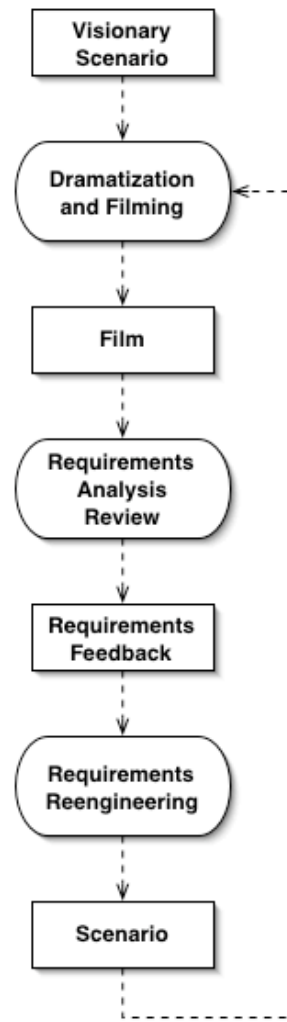 Visionary
Scenario
Dramatization
and Filming
Film
Requirements
Analysis
Review
Requirements
Feedback
Requirements
Reengineering
Scenario